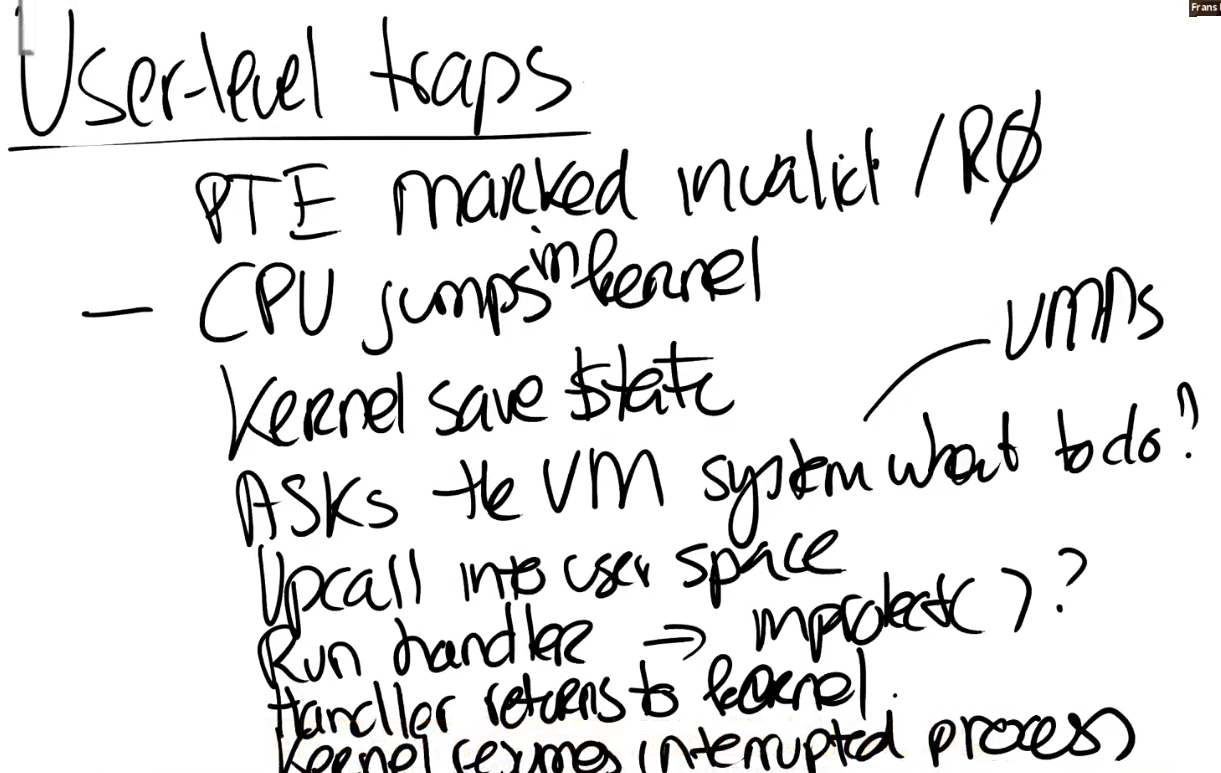 Frans
User-level traps
PTE marked invalid / RO
— CPU jumps in kernel
VMAs
Kernel save state
Asks the VM system what to do?
Upcall into user space
Run handler → mprotect( )?
Handler returns to kernel.
Kernel resumes interrupted process